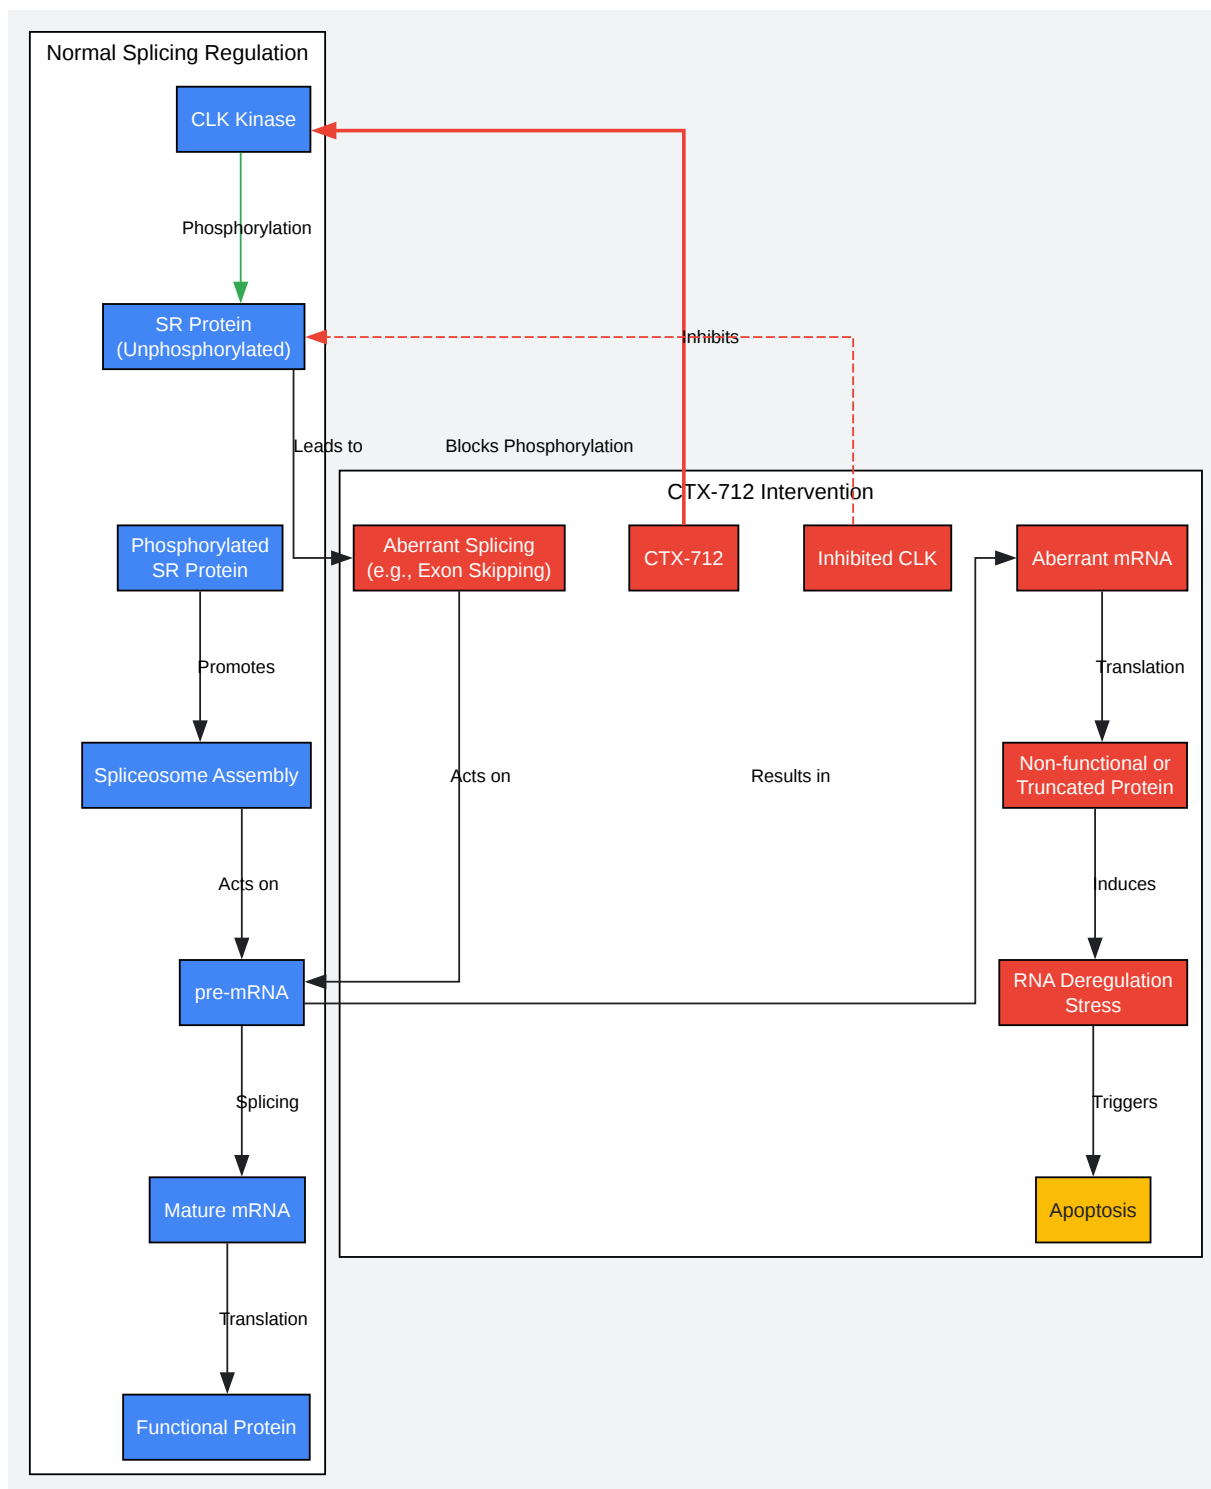 Normal Splicing Regulation
CLK Kinase
Phosphorylation
SR Protein
(Unphosphorylated)
Inhibits
Leads to
Blocks Phosphorylation
CTX-712 Intervention
Phosphorylated
SR Protein
Aberrant Splicing
(e.g., Exon Skipping)
CTX-712
Inhibited CLK
Aberrant mRNA
Promotes
Translation
Spliceosome Assembly
Acts on
Results in
Non-functional or
Truncated Protein
Acts on
Induces
pre-mRNA
RNA Deregulation
Stress
Splicing
Triggers
Mature mRNA
Apoptosis
Translation
Functional Protein